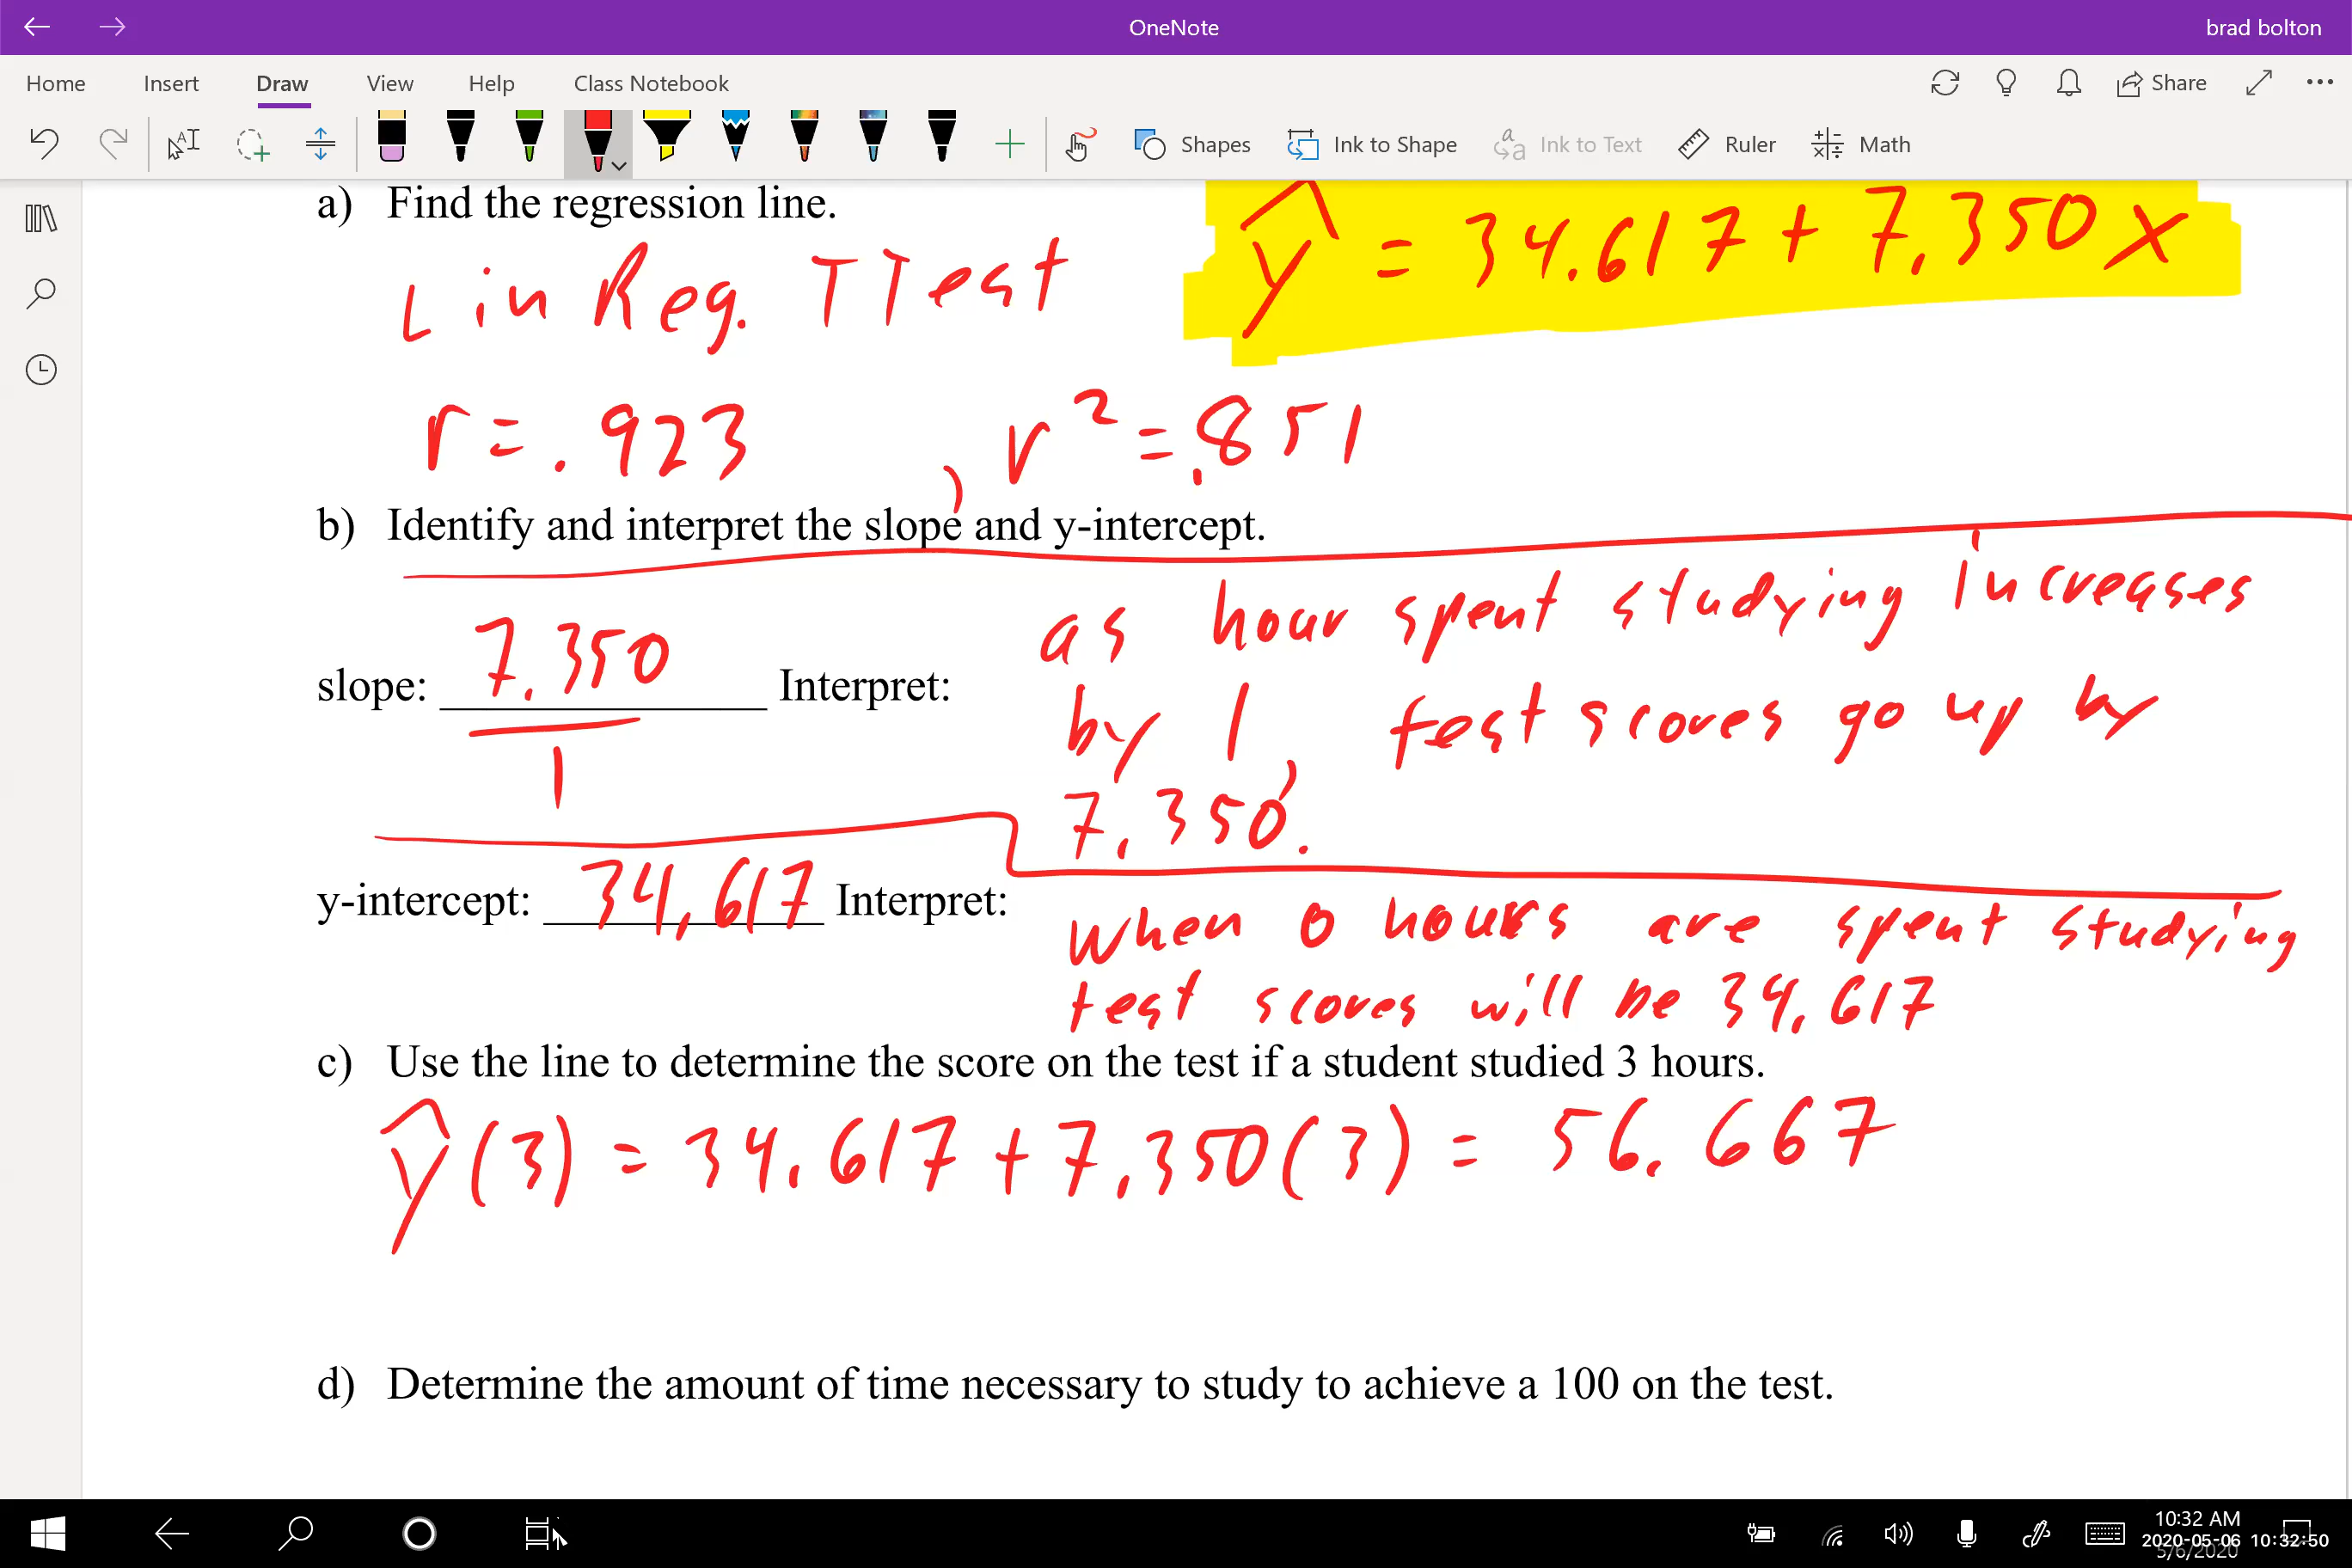 OneNote
brad bolton
Home Insert Draw View Help Class Notebook Share
Shapes Ink to Shape Ink to Text Ruler Math
a) Find the regression line.
ŷ = 34.617 + 7.350x
Lin Reg. TTest
r = .923 , r² = .851
b) Identify and interpret the slope and y-intercept.
slope: 7.350 / 1 Interpret:
as hour spent studying increases
by 1, test scores go up by
7.350.
y-intercept: 34.617 Interpret:
when 0 hours are spent studying
test scores will be 34.617
c) Use the line to determine the score on the test if a student studied 3 hours.
ŷ(3) = 34.617 + 7.350(3) = 56.667
d) Determine the amount of time necessary to study to achieve a 100 on the test.
10:32 AM
2020-05-06 10:32:50
5/6/2020